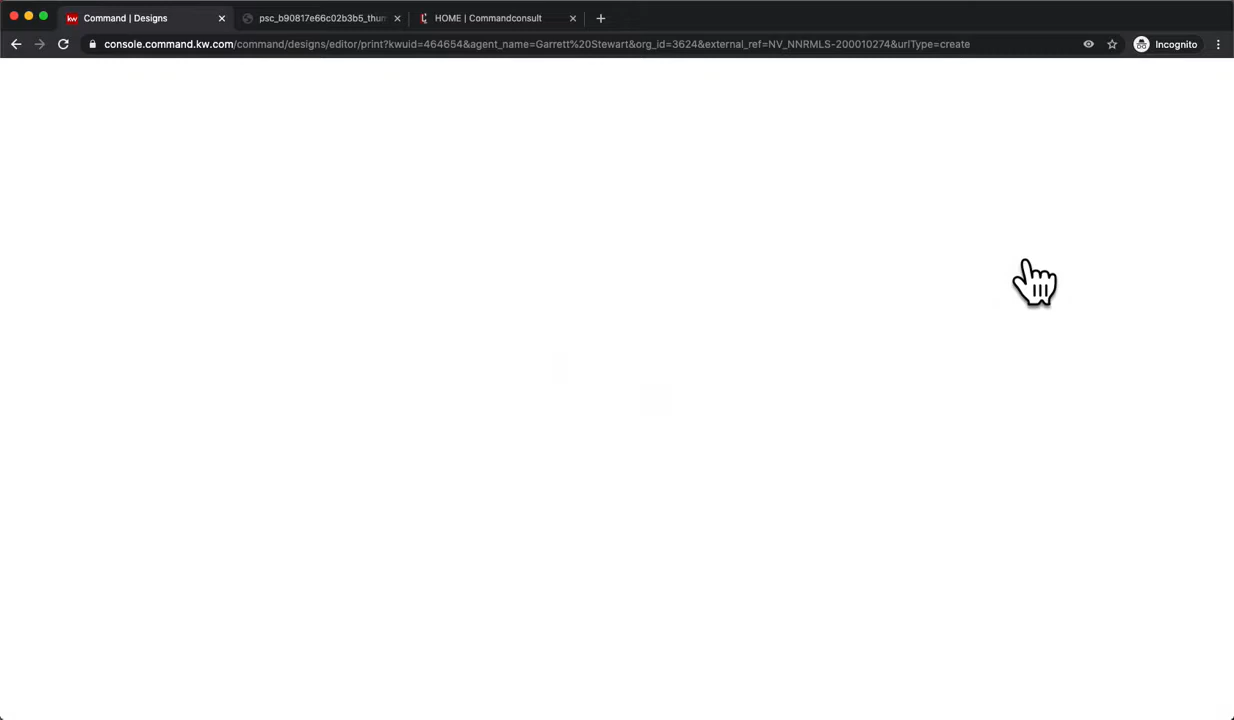 kw Command | Designs
psc_b90817e66c02b3b5_thum
HOME | Commandconsult
console.command.kw.com/command/designs/editor/print?kwuid=464654&agent_name=Garrett%20Stewart&org_id=3624&external_ref=NV_NNRMLS-200010274&urlType=create
Incognito